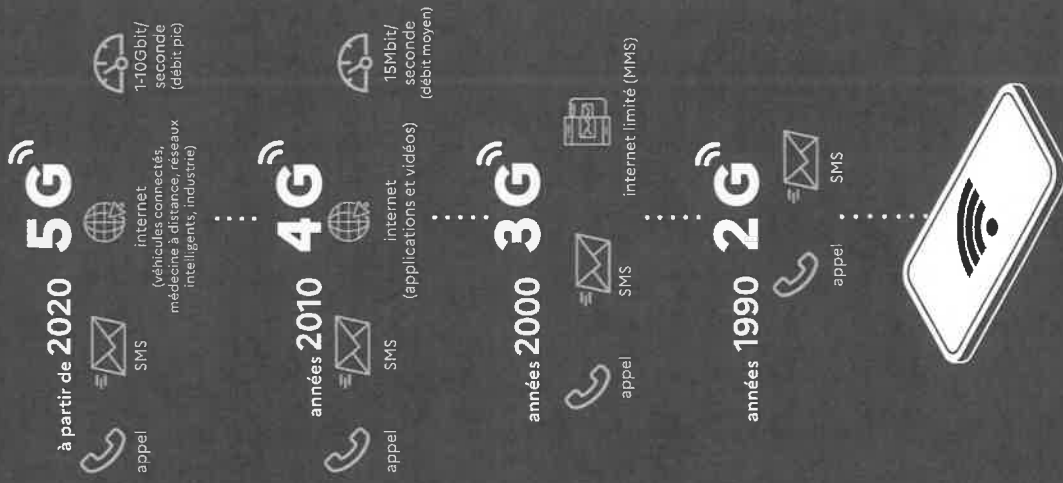 à partir de 2020 5G
appel
SMS
internet
(véhicules connectés,
médecine à distance, réseaux
intelligents, industrie)
1-10Gbit/
seconde
(débit pic)
années 2010 4G
appel
SMS
internet
(applications et vidéos)
15Mbit/
seconde
(débit moyen)
années 2000 3G
appel
SMS
internet limité (MMS)
années 1990 2G
appel
SMS